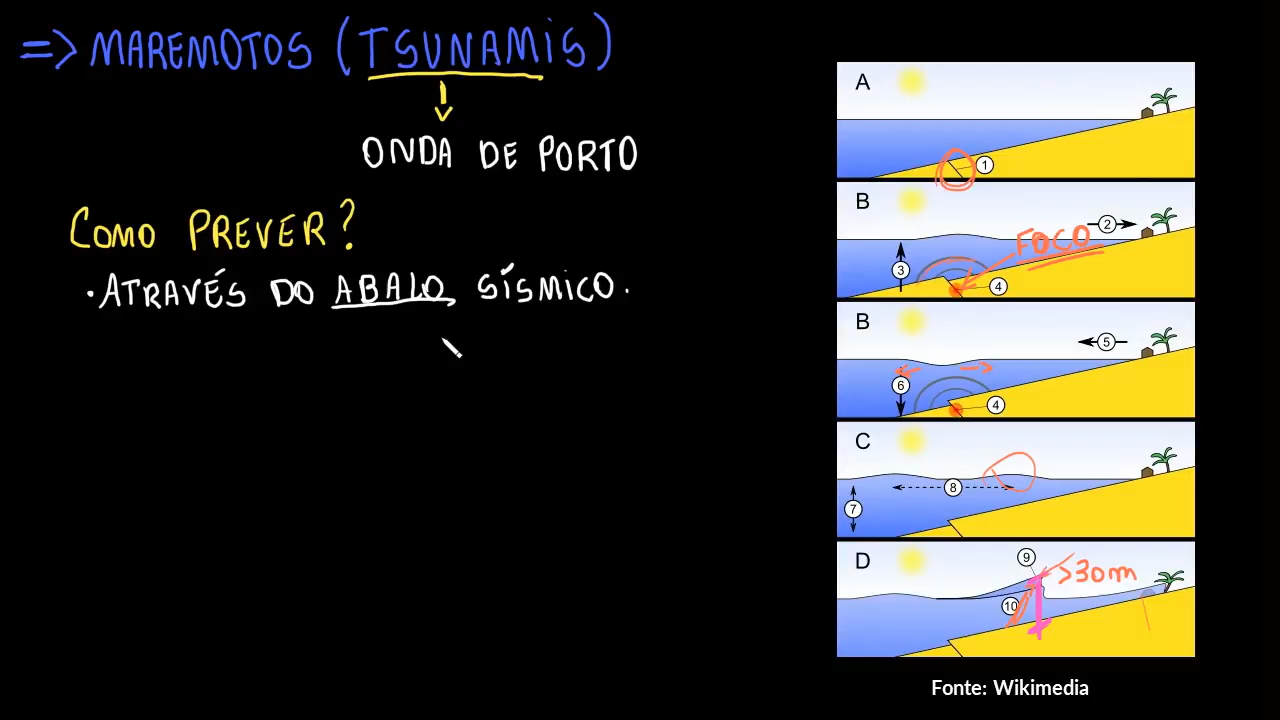 => MAREMOTOS (TSUNAMIS)
ONDA DE PORTO
COMO PREVER?
· ATRAVÉS DO ABALO SÍSMICO.
A
1
B
2
FOCO
3
4
B
5
6
4
C
8
7
D
9
>30m
10
Fonte: Wikimedia